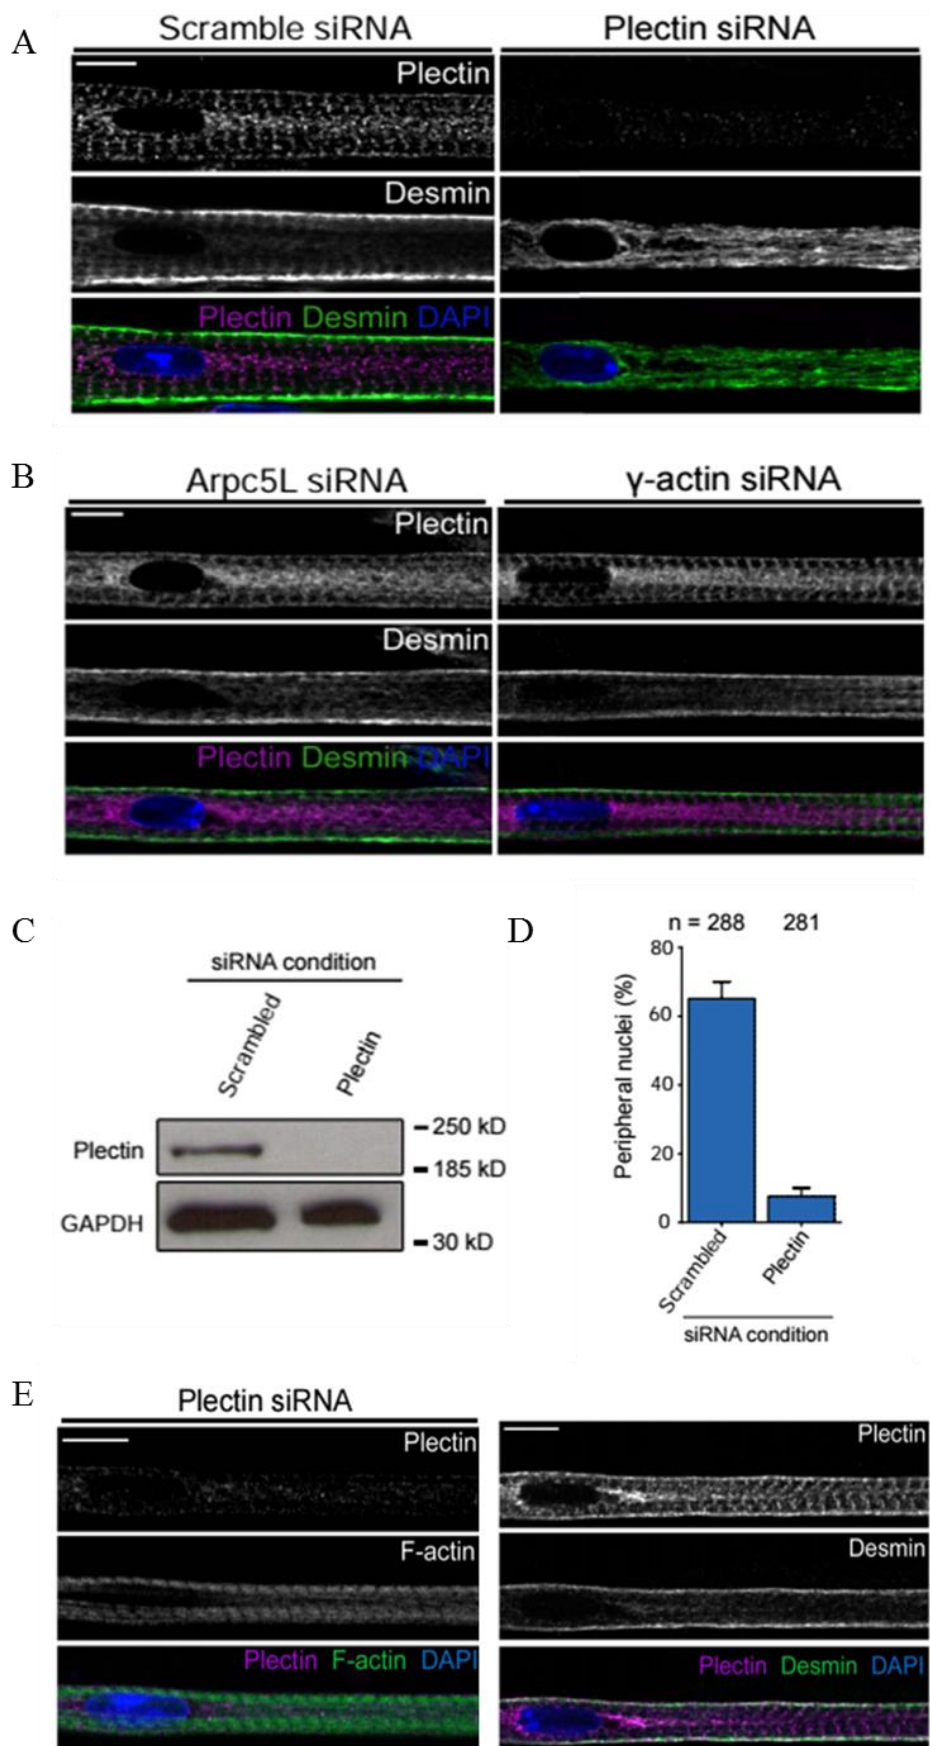 A
Scramble siRNA
Plectin siRNA
Plectin
Desmin
Plectin Desmin DAPI
B
Arpc5L siRNA
γ-actin siRNA
Plectin
Desmin
Plectin Desmin DAPI
C
siRNA condition
Scrambled
Plectin
Plectin
250 kD
185 kD
GAPDH
30 kD
D
n = 288 281
Peripheral nuclei (%)
80
60
40
20
0
Scrambled
Plectin
siRNA condition
E
Plectin siRNA
Plectin
F-actin
Plectin F-actin DAPI
Plectin
Desmin
Plectin Desmin DAPI